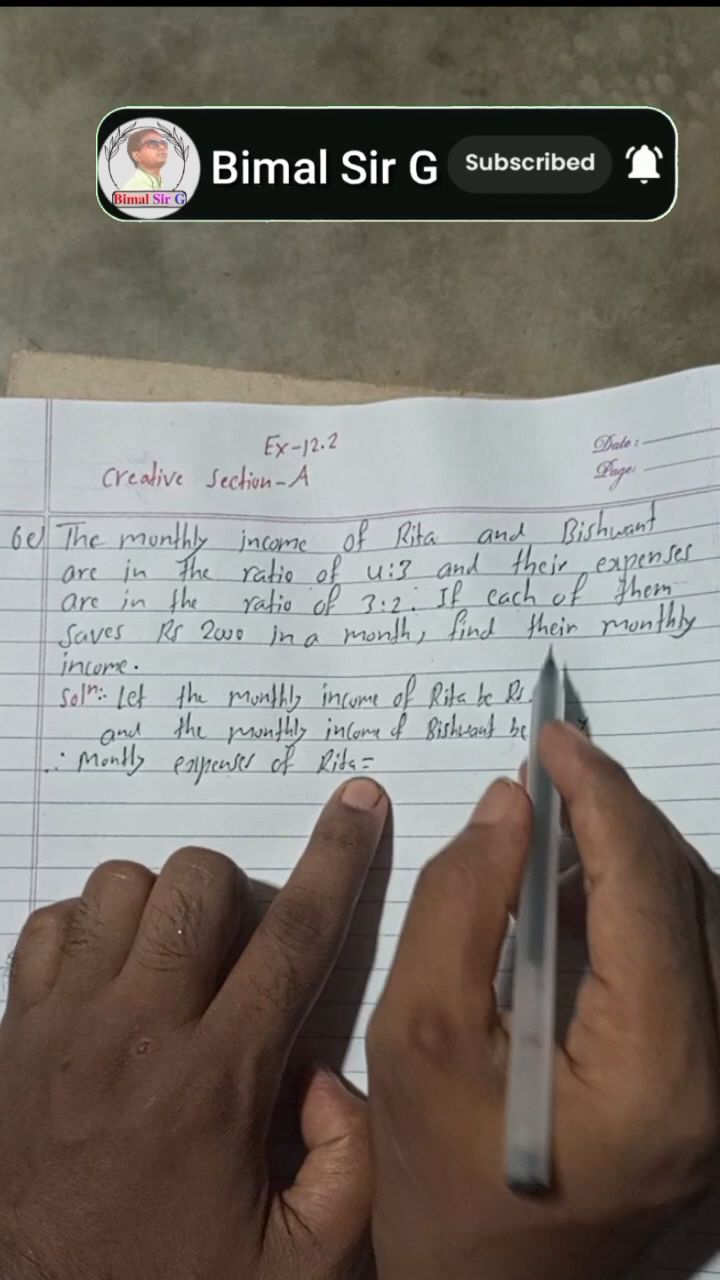 Bimal Sir G
Bimal Sir G Subscribed
Date:
Page:
Ex-12.2
Creative Section-A
6e) The monthly income of Rita and Bishwant
are in the ratio of 4:3 and their expenses
are in the ratio of 3:2. If each of them
saves Rs 2000 in a month, find their monthly
income.
Soln:- Let the monthly income of Rita be Rs.
and the monthly income of Bishwant be
∴ Montly expenses of Rita=